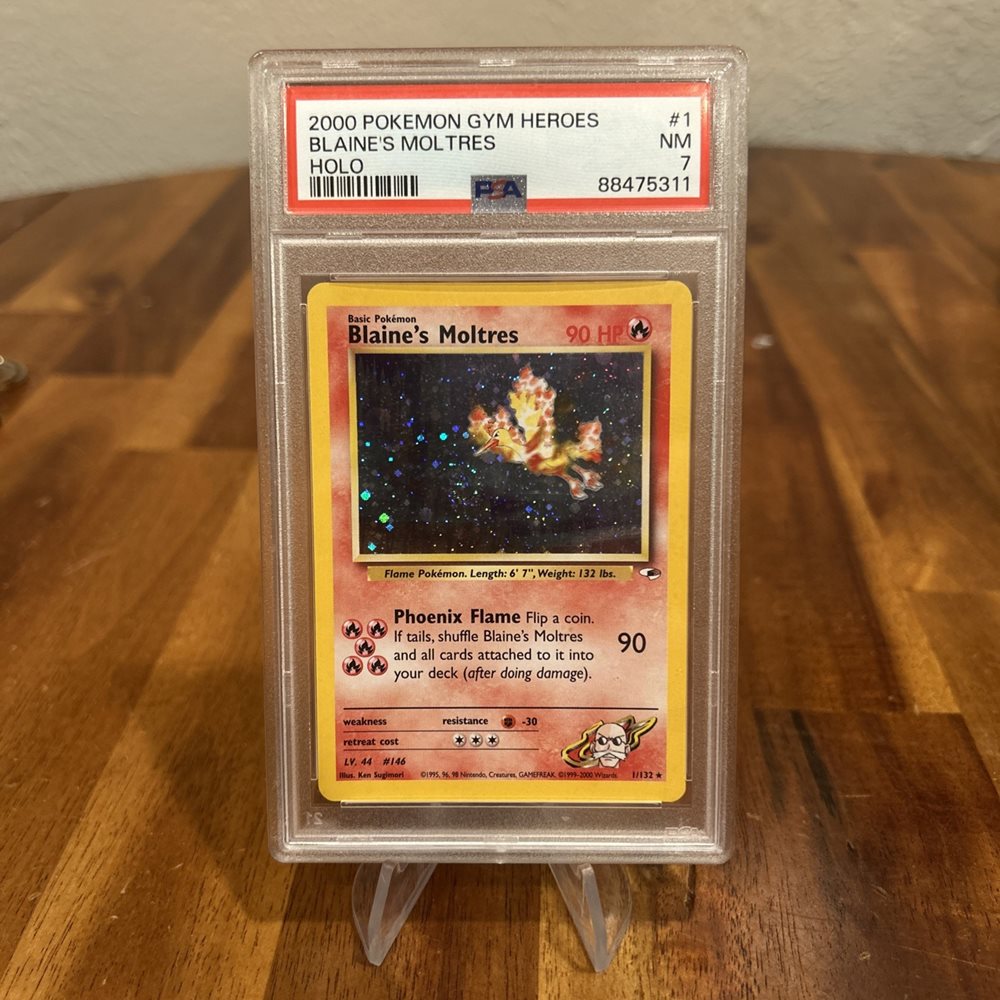 2000 POKEMON GYM HEROES #1
BLAINE'S MOLTRES NM
HOLO 7
PSA 88475311
Basic Pokémon
Blaine's Moltres 90 HP
Flame Pokémon. Length: 6' 7", Weight: 132 lbs.
Phoenix Flame Flip a coin.
If tails, shuffle Blaine's Moltres
and all cards attached to it into
your deck (after doing damage).
90
weakness resistance -30
retreat cost
LV. 44 #146
Illus. Ken Sugimori ©1995, 96, 98 Nintendo, Creatures, GAMEFREAK. ©1999-2000 Wizards. 1/132 ★